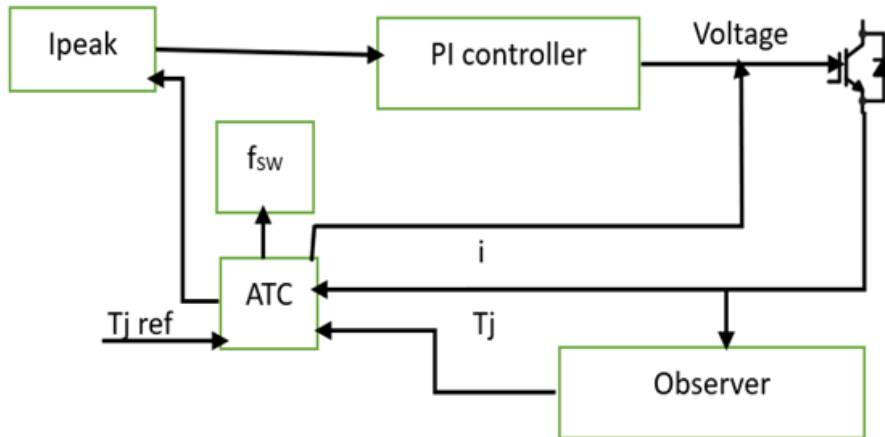 Ipeak
PI controller
Voltage
fsw
i
ATC
Tj ref
Tj
Observer